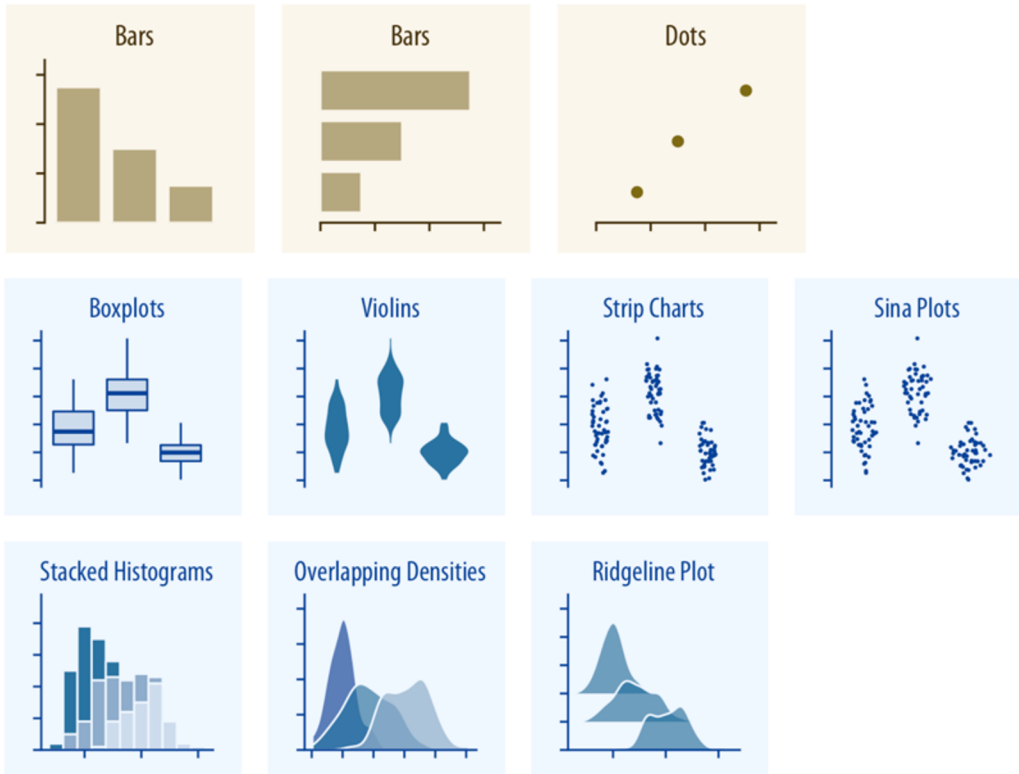 Bars
Bars
Dots
Boxplots
Violins
Strip Charts
Sina Plots
Stacked Histograms
Overlapping Densities
Ridgeline Plot